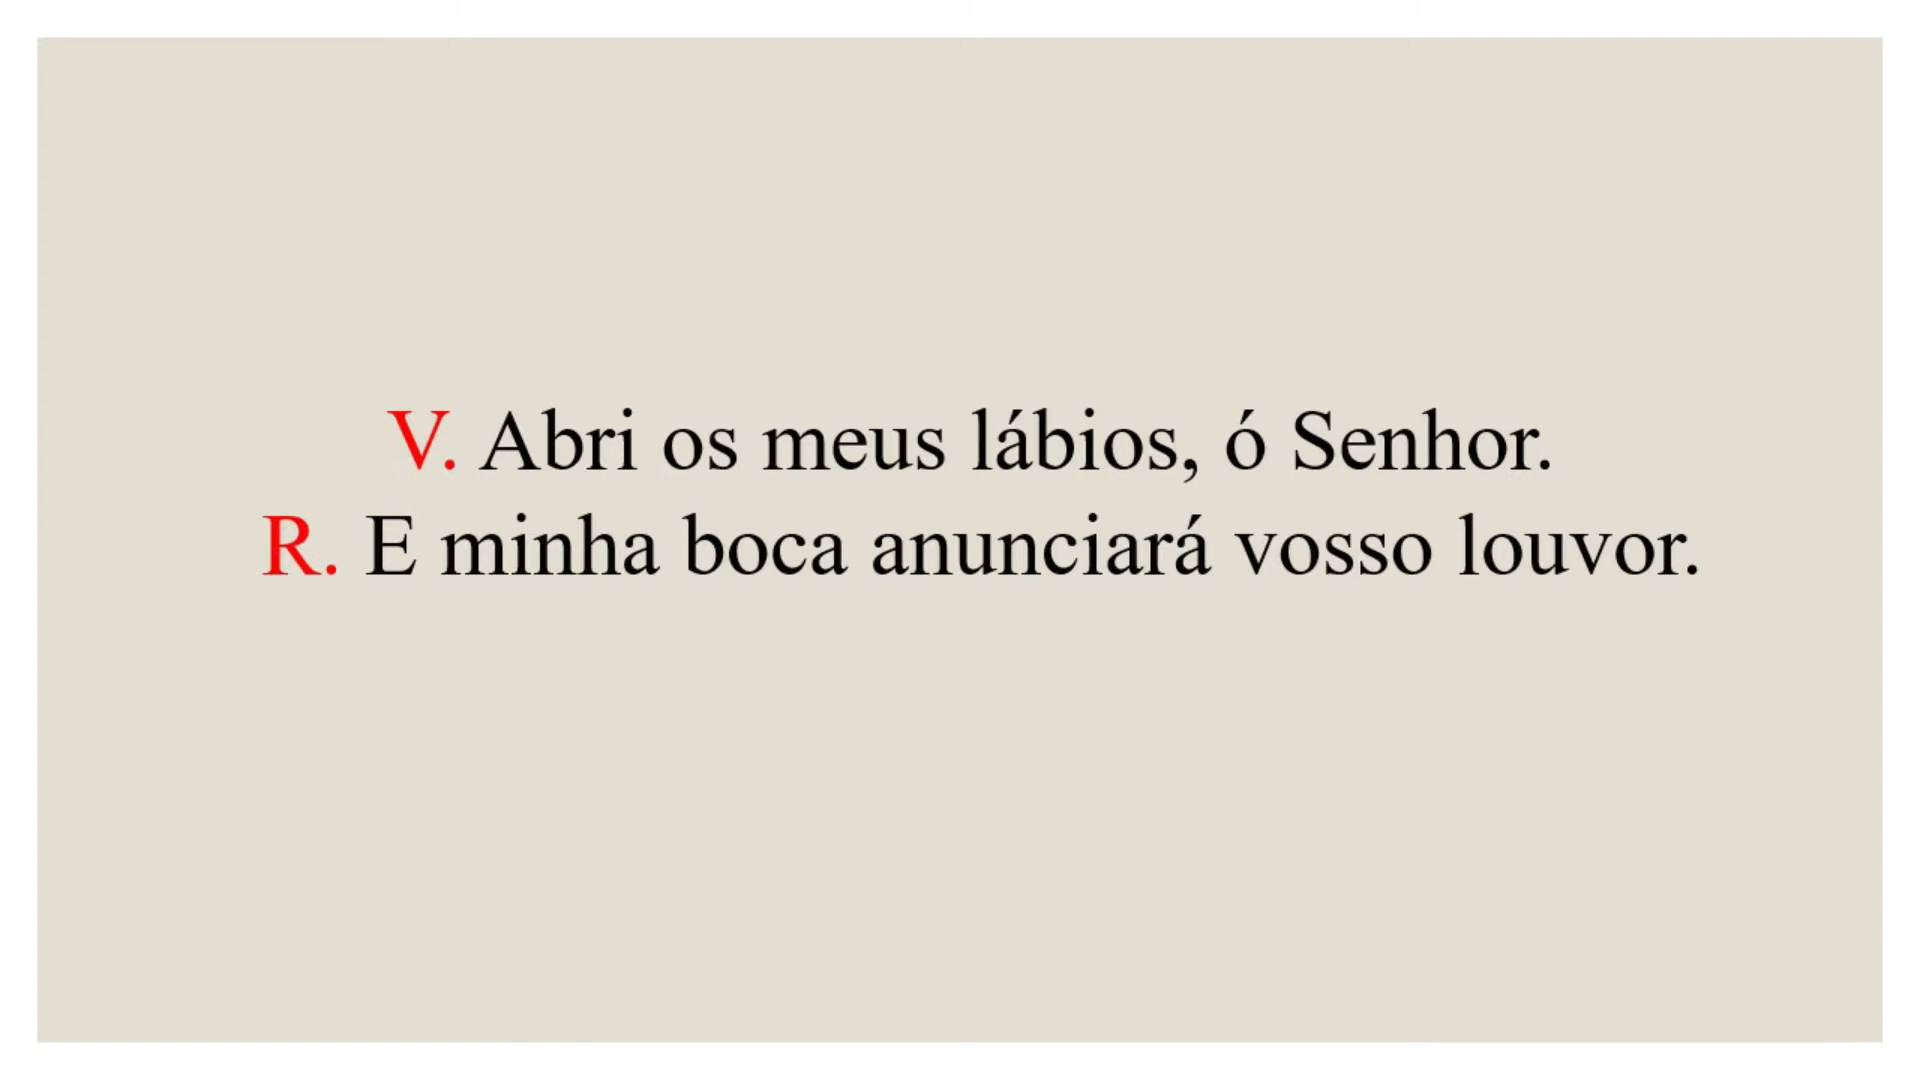 V. Abri os meus lábios, ó Senhor.
R. E minha boca anunciará vosso louvor.